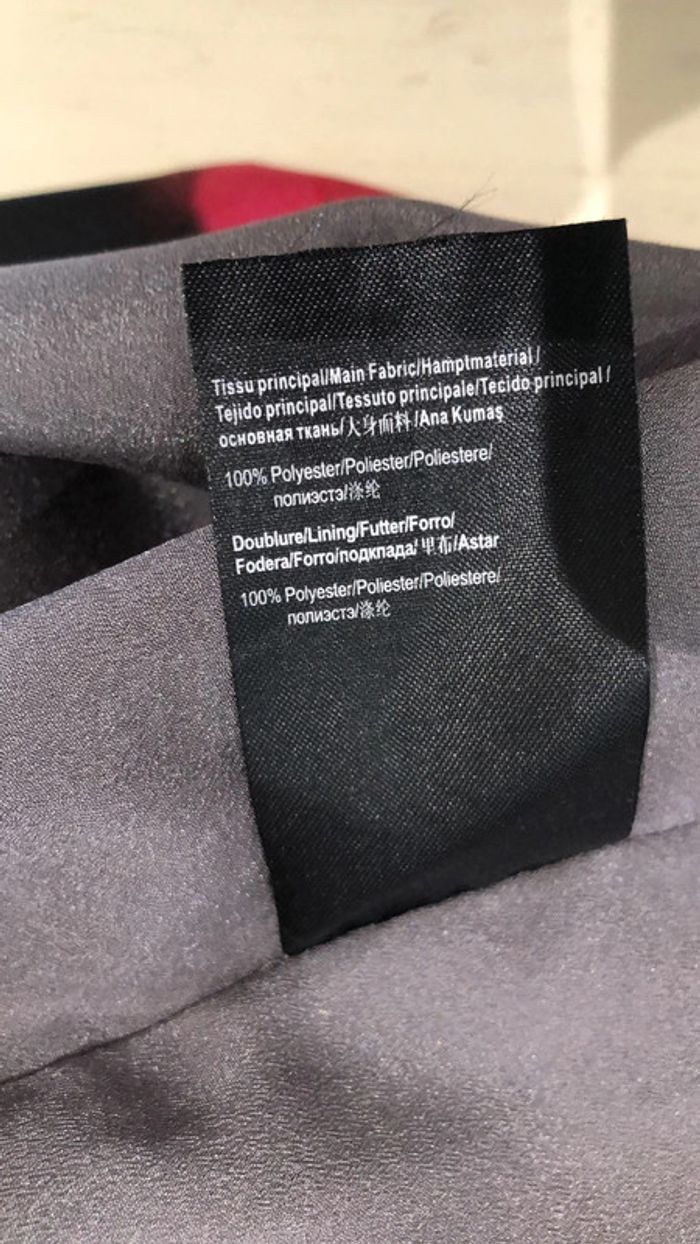 Tissu principal/Main Fabric/Hamptmatérial/
Tejido principal/Tessuto principale/Tecido principal/
основная ткань/大身面料/Ana Kumaş
100% Polyester/Poliester/Poliestere/
полиэстэ/涤纶
Doublure/Lining/Futter/Forro/
Fodera/Forro/подкпада/里布/Astar
100% Polyester/Poliester/Poliestere/
полиэстэ/涤纶